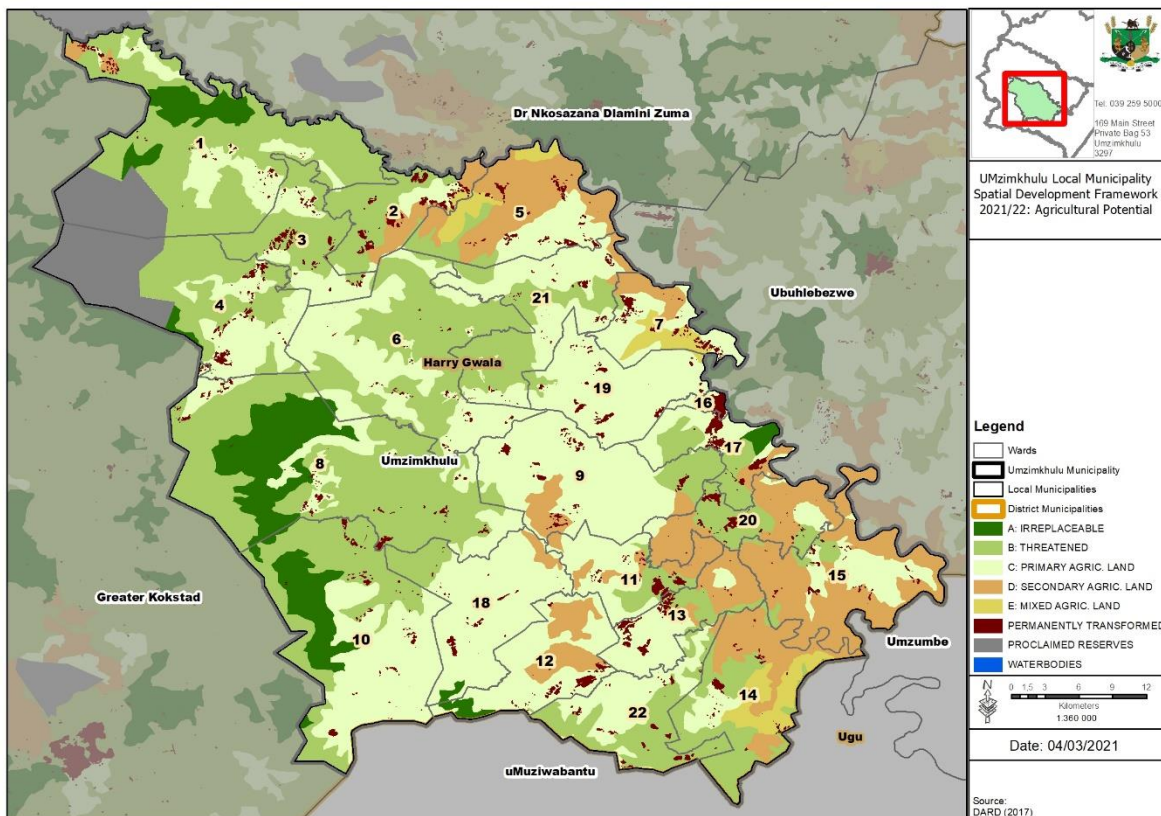 Dr Nkosazana Dlamini Zuma
1
2
5
3
4
21
Ubuhlebezwe
7
6
Harry Gwala
19
16
17
8
Umzimkhulu
9
20
11
15
Greater Kokstad
18
13
10
Umzumbe
12
14
22
Ugu
uMuziwabantu
Tel. 039 259 5000
169 Main Street
Private Bag 53
Umzimkhulu
3297
UMzimkhulu Local Municipality
Spatial Development Framework
2021/22: Agricultural Potential
Legend
Wards
Umzimkhulu Municipality
Local Municipalities
District Municipalities
A: IRREPLACEABLE
B: THREATENED
C: PRIMARY AGRIC. LAND
D: SECONDARY AGRIC. LAND
E: MIXED AGRIC. LAND
PERMANENTLY TRANSFORMED
PROCLAIMED RESERVES
WATERBODIES
N
0 1,5 3 6 9 12
Kilometers
1:360 000
Date: 04/03/2021
Source:
DARD (2017)